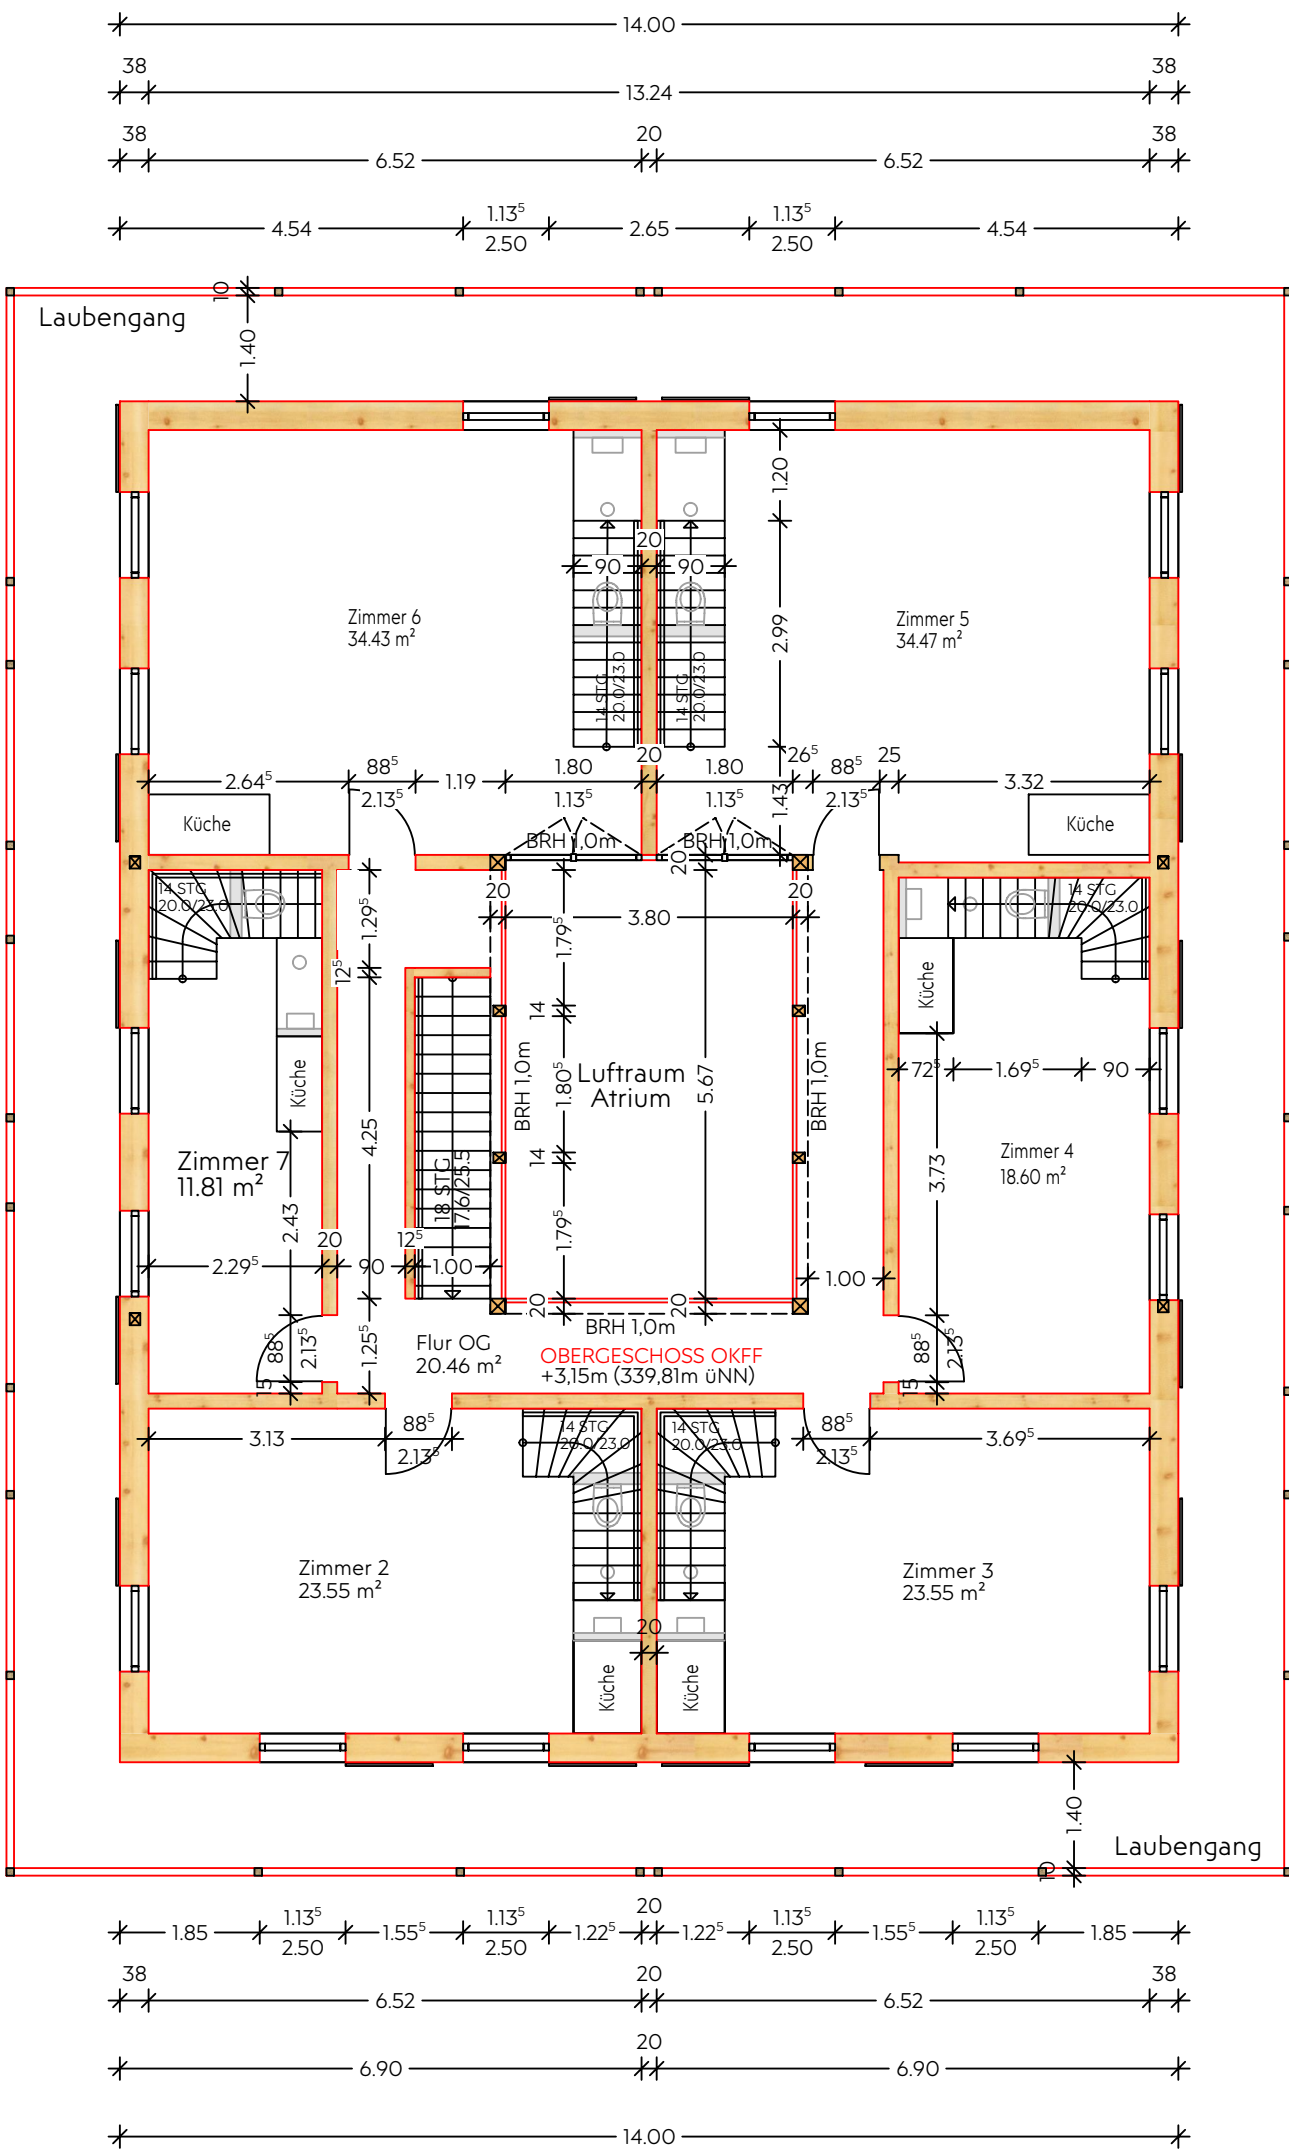 14.00
38
38
13.24
38
20
38
6.52
6.52
1.13⁵
1.13⁵
4.54
2.65
4.54
2.50
2.50
10
Laubengang
1.40
1.20
20
90
90
Zimmer 6
34.43 m²
Zimmer 5
34.47 m²
2.99
14 STG
20.0/23.0
14 STG
20.0/23.0
2.64⁵
88⁵
2.13⁵
1.19
1.80
1.13⁵
20
1.80
1.13⁵
26⁵
88⁵
2.13⁵
25
3.32
1.43
Küche
Küche
BRH 1,0m
BRH 1,0m
20
14 STG
20.0/23.0
20
20
14 STG
20.0/23.0
3.80
1.29⁵
1.79⁵
12⁵
Küche
14
BRH 1,0m
1.80⁵
Luftraum
Atrium
5.67
BRH 1,0m
72⁵
1.69⁵
90
Küche
4.25
14
18 STG
17.6/25.5
Zimmer 7
11.81 m²
Zimmer 4
18.60 m²
3.73
2.43
1.79⁵
20
12⁵
2.29⁵
90
1.00
1.00
20
20
BRH 1,0m
Flur OG
20.46 m²
OBERGESCHOSS OKFF
+3,15m (339,81m üNN)
88⁵
2.13⁵
1.25⁵
15
88⁵
2.13⁵
15
3.13
88⁵
2.13⁵
14 STG
20.0/23.0
14 STG
20.0/23.0
88⁵
2.13⁵
3.69⁵
Zimmer 2
23.55 m²
Zimmer 3
23.55 m²
20
Küche
Küche
1.40
Laubengang
10
1.85
1.13⁵
2.50
1.55⁵
1.13⁵
2.50
1.22⁵
20
1.22⁵
1.13⁵
2.50
1.55⁵
1.13⁵
2.50
1.85
38
20
38
6.52
6.52
20
6.90
6.90
14.00